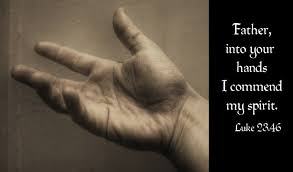 Father,
into your
hands
I commend
my spirit.
Luke 23:46